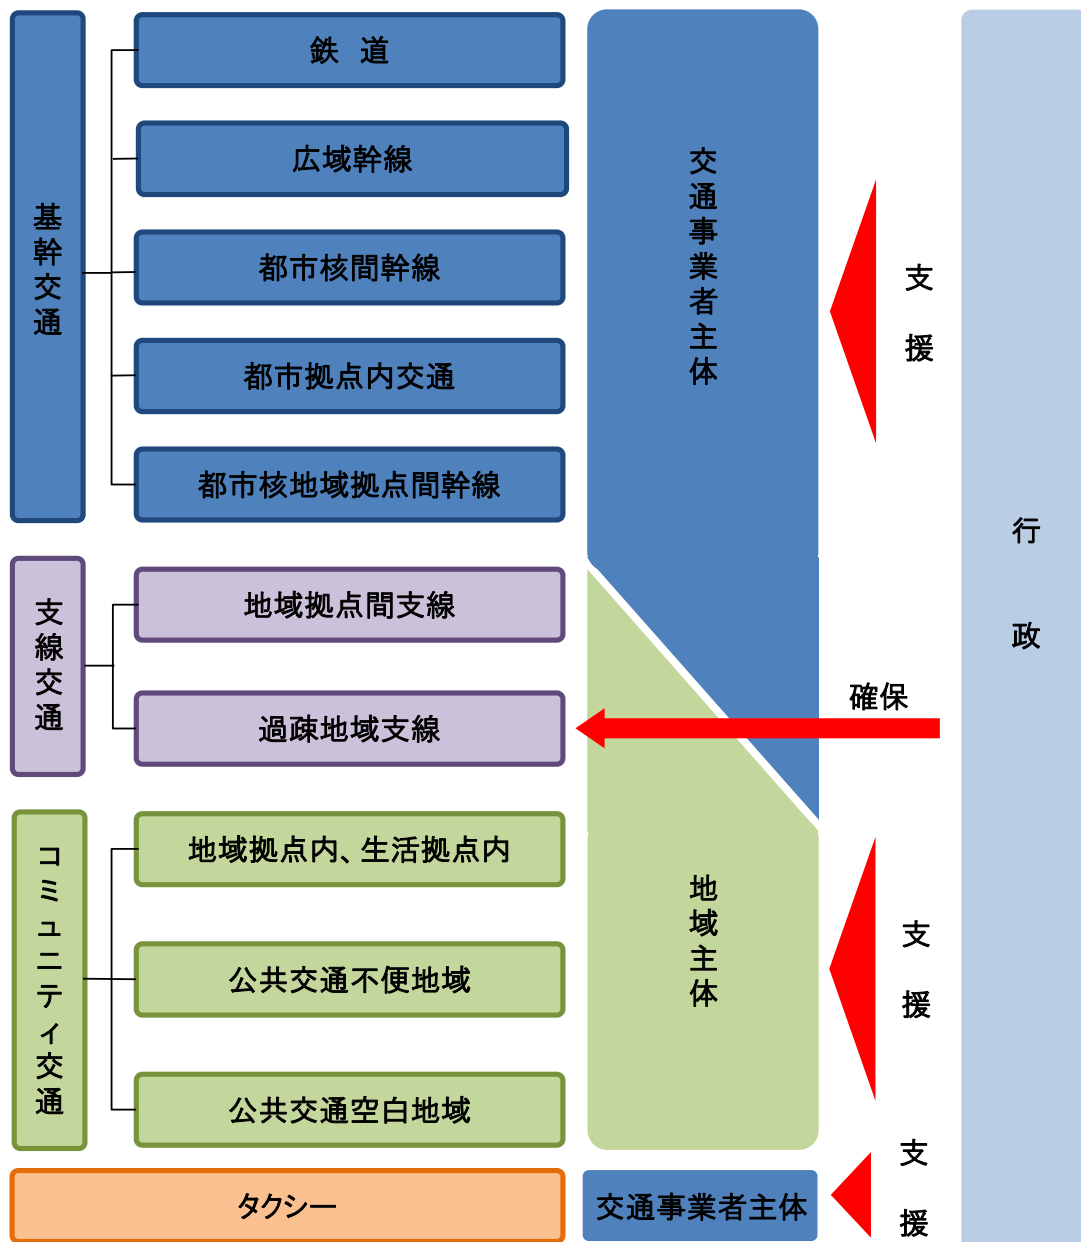 基幹交通
鉄 道
広域幹線
都市核間幹線
都市拠点内交通
都市核地域拠点間幹線
交通事業者主体
支援
行政
支線交通
地域拠点間支線
過疎地域支線
確保
コミュニティ交通
地域拠点内、生活拠点内
公共交通不便地域
公共交通空白地域
地域主体
支援
タクシー
交通事業者主体
支援